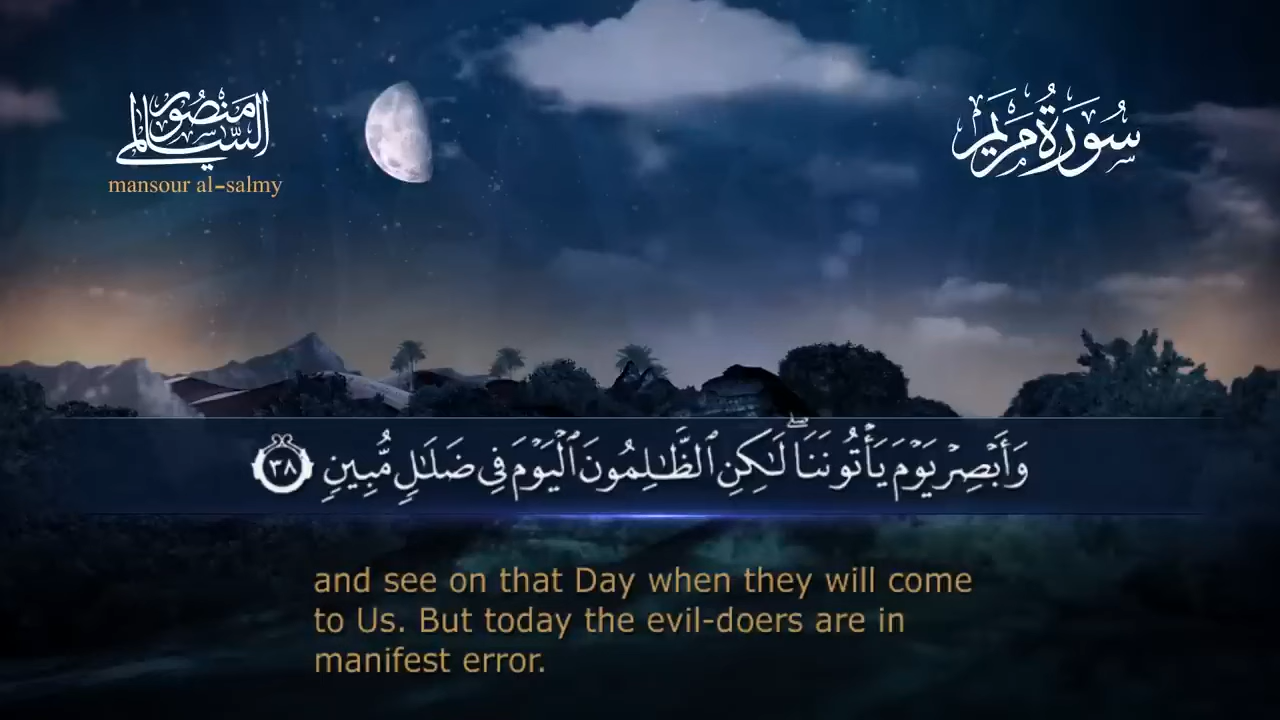 منصور السالمي
mansour al-salmy
سُورَةُ مَرْيَم
وَأَبْصِرْ يَوْمَ يَأْتُونَنَا ۖ لَٰكِنِ ٱلظَّٰلِمُونَ ٱلْيَوْمَ فِى ضَلَٰلٍ مُّبِينٍ ٣٨
and see on that Day when they will come
to Us. But today the evil-doers are in
manifest error.